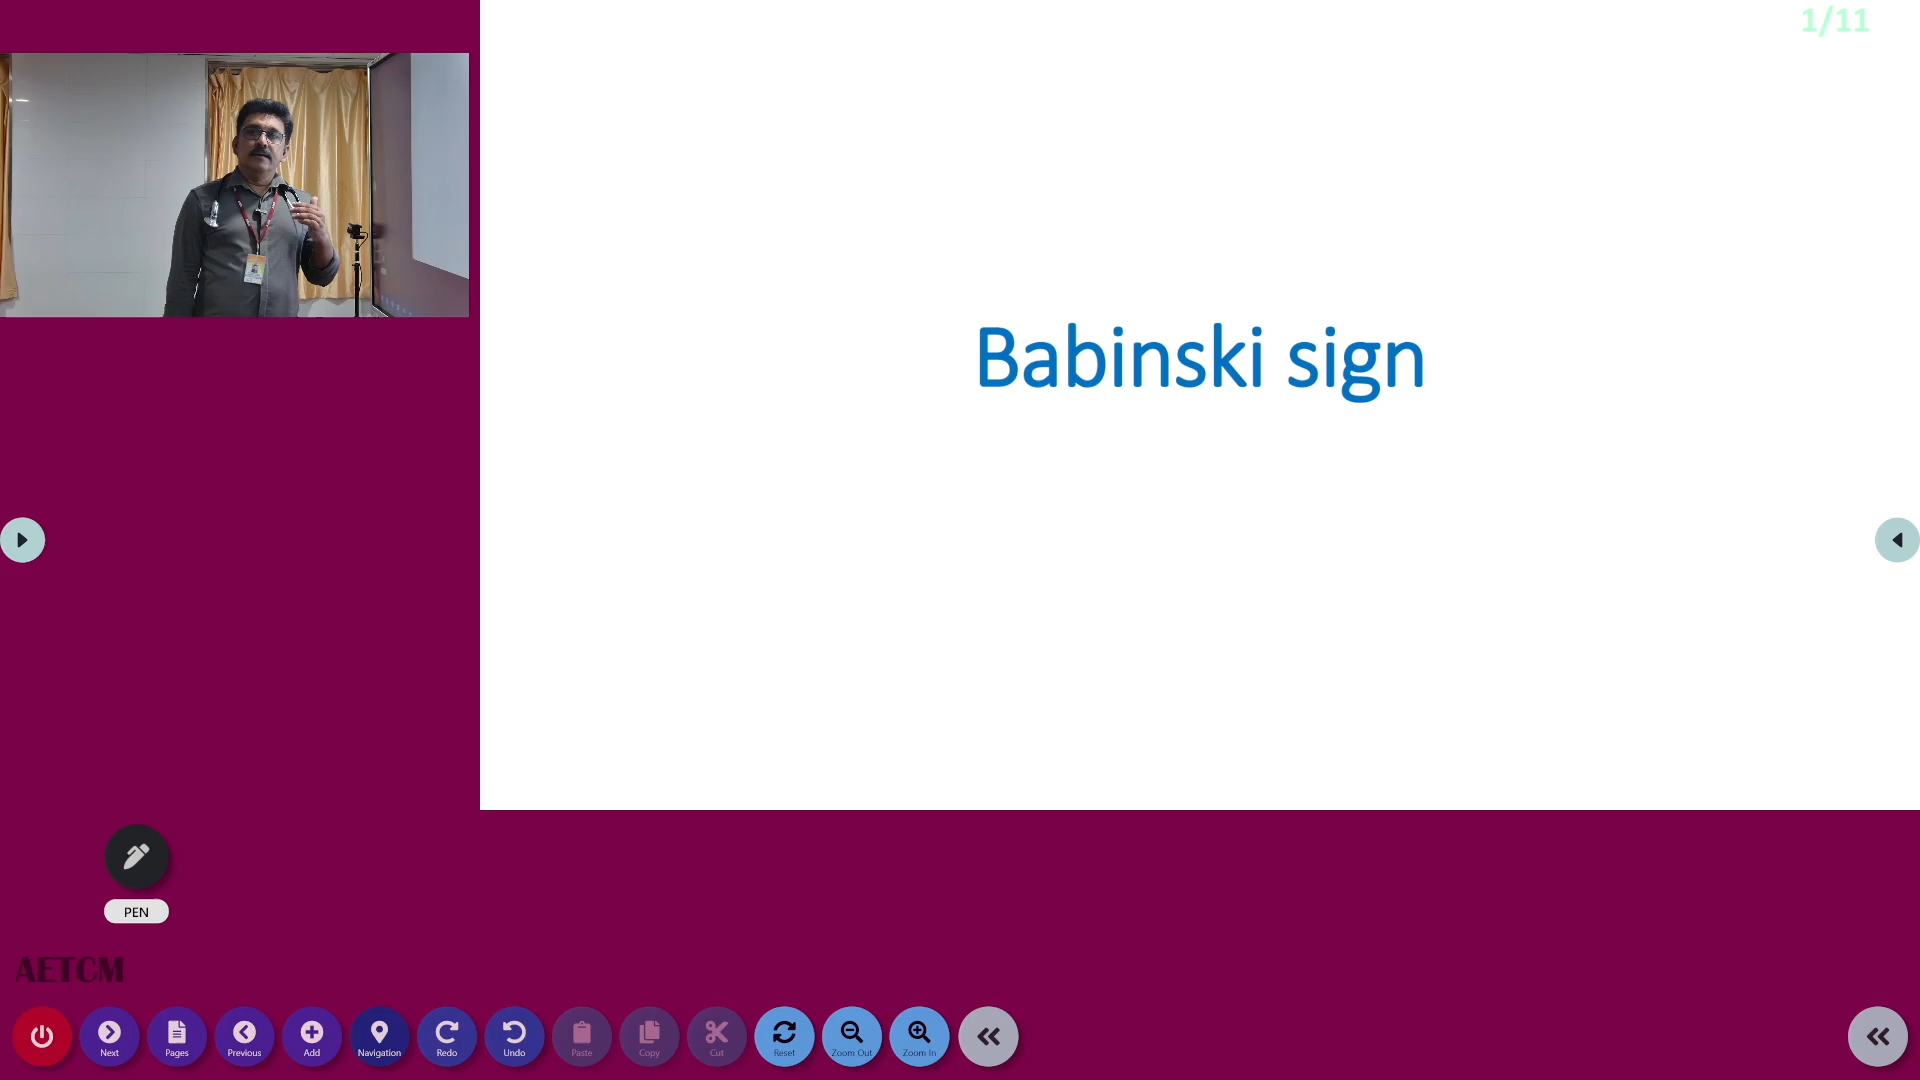 1/11
Babinski sign
PEN
AETCM
Next
Pages
Previous
Add
Navigation
Redo
Undo
Paste
Copy
Cut
Reset
Zoom Out
Zoom In